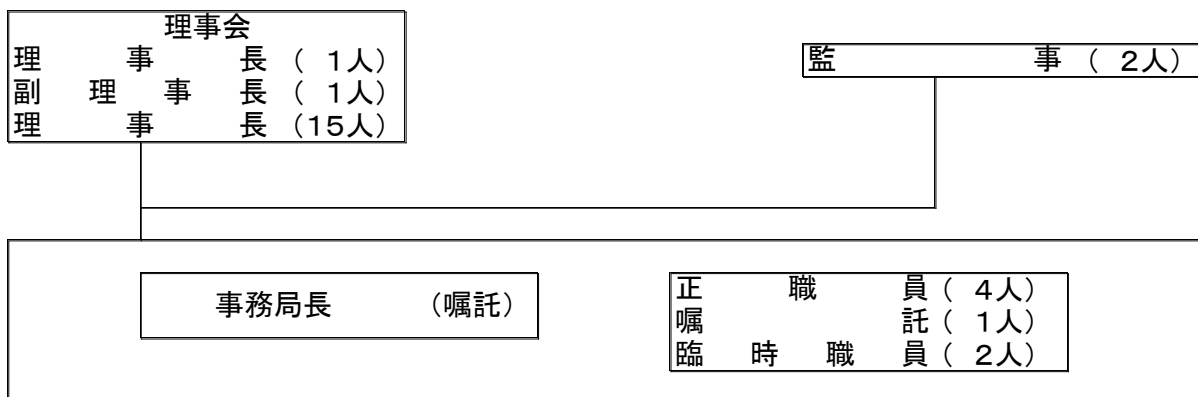 理事会
理事長(1人)
副理事長(1人)
理事長(15人)
監事(2人)
事務局長(嘱託)
正職員(4人)
嘱託(1人)
臨時職員(2人)